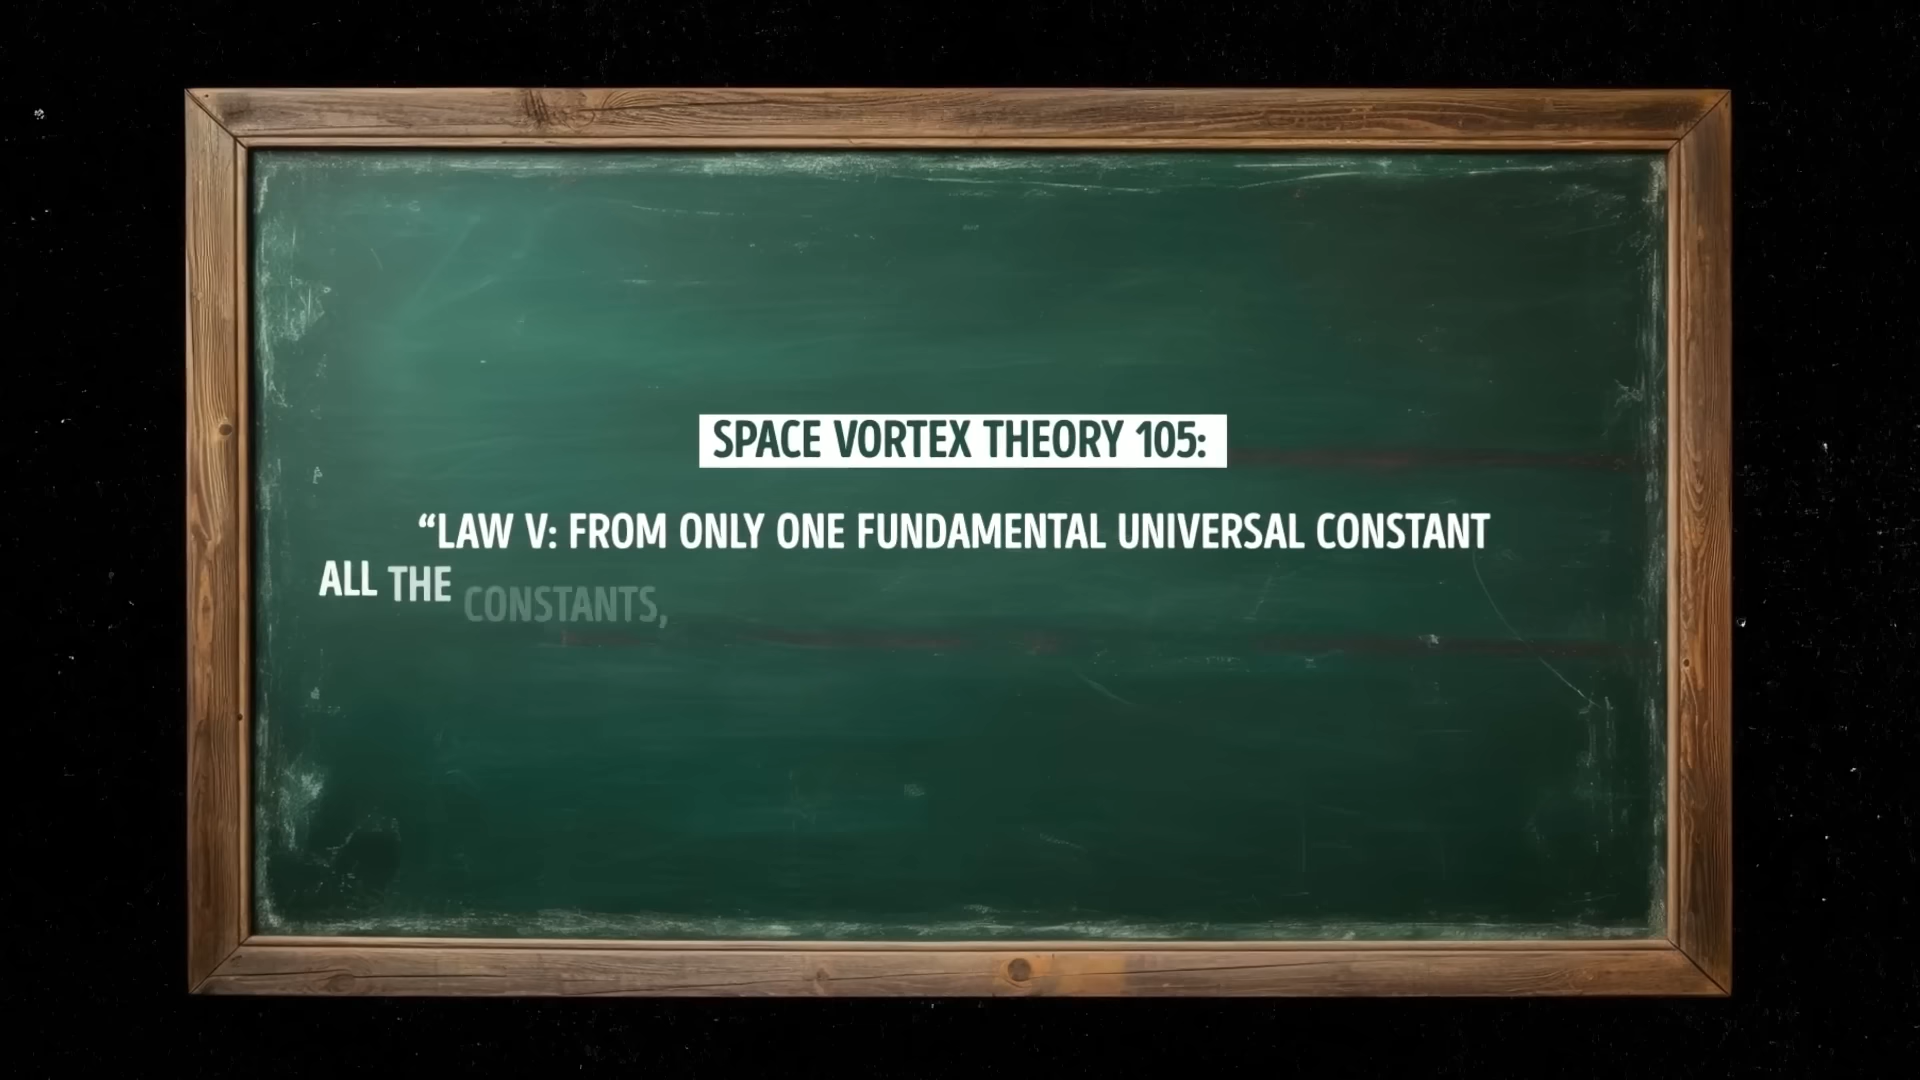 SPACE VORTEX THEORY 105:
“LAW V: FROM ONLY ONE FUNDAMENTAL UNIVERSAL CONSTANT
ALL THE CONSTANTS,